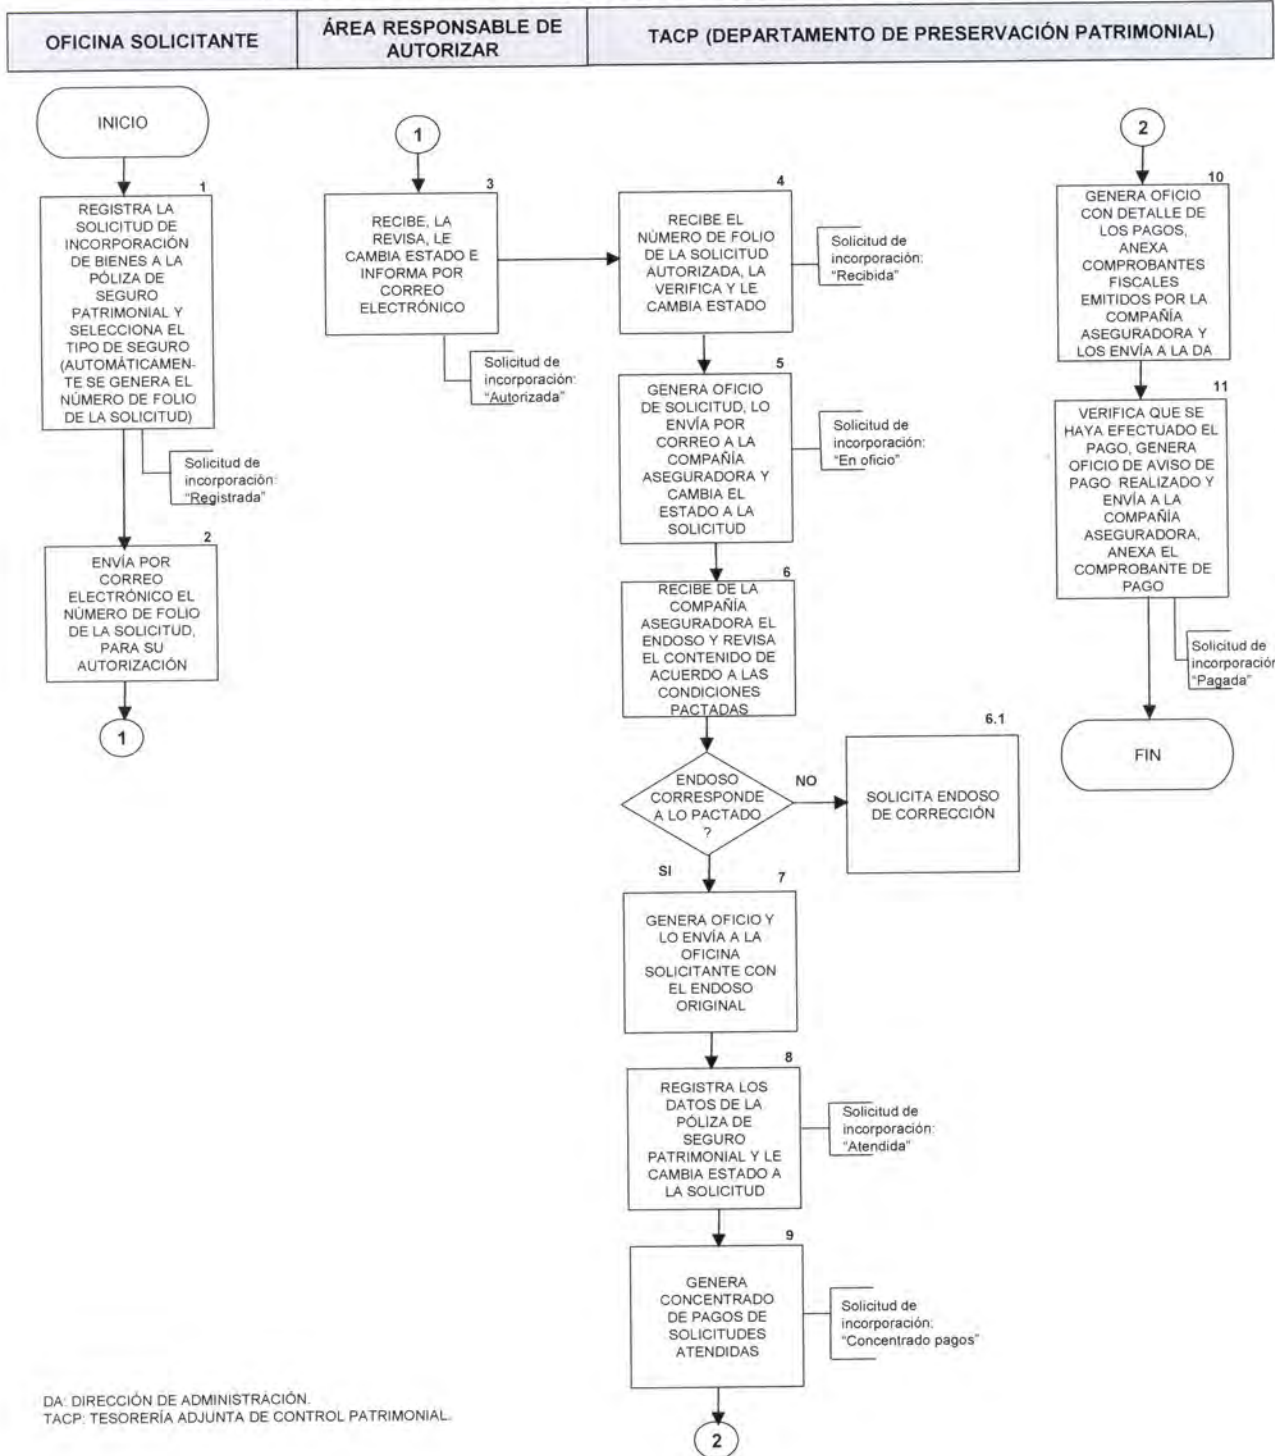 OFICINA SOLICITANTE
ÁREA RESPONSABLE DE
AUTORIZAR
TACP (DEPARTAMENTO DE PRESERVACIÓN PATRIMONIAL)
INICIO
1
REGISTRA LA
SOLICITUD DE
INCORPORACIÓN
DE BIENES A LA
PÓLIZA DE
SEGURO
PATRIMONIAL Y
SELECCIONA EL
TIPO DE SEGURO
(AUTOMÁTICAMEN-
TE SE GENERA EL
NÚMERO DE FOLIO
DE LA SOLICITUD)
Solicitud de
incorporación:
"Registrada"
2
ENVÍA POR
CORREO
ELECTRÓNICO EL
NÚMERO DE FOLIO
DE LA SOLICITUD,
PARA SU
AUTORIZACIÓN
1
1
3
RECIBE, LA
REVISA, LE
CAMBIA ESTADO E
INFORMA POR
CORREO
ELECTRÓNICO
Solicitud de
incorporación:
"Autorizada"
4
RECIBE EL
NÚMERO DE FOLIO
DE LA SOLICITUD
AUTORIZADA, LA
VERIFICA Y LE
CAMBIA ESTADO
Solicitud de
incorporación:
"Recibida"
5
GENERA OFICIO
DE SOLICITUD, LO
ENVÍA POR
CORREO A LA
COMPAÑÍA
ASEGURADORA Y
CAMBIA EL
ESTADO A LA
SOLICITUD
Solicitud de
incorporación:
"En oficio"
6
RECIBE DE LA
COMPAÑÍA
ASEGURADORA EL
ENDOSO Y REVISA
EL CONTENIDO DE
ACUERDO A LAS
CONDICIONES
PACTADAS
ENDOSO
CORRESPONDE
A LO PACTADO
?
NO
6.1
SOLICITA ENDOSO
DE CORRECCIÓN
SI
7
GENERA OFICIO Y
LO ENVÍA A LA
OFICINA
SOLICITANTE CON
EL ENDOSO
ORIGINAL
8
REGISTRA LOS
DATOS DE LA
PÓLIZA DE
SEGURO
PATRIMONIAL Y LE
CAMBIA ESTADO A
LA SOLICITUD
Solicitud de
incorporación:
"Atendida"
9
GENERA
CONCENTRADO
DE PAGOS DE
SOLICITUDES
ATENDIDAS
Solicitud de
incorporación:
"Concentrado pagos"
2
2
10
GENERA OFICIO
CON DETALLE DE
LOS PAGOS,
ANEXA
COMPROBANTES
FISCALES
EMITIDOS POR LA
COMPAÑÍA
ASEGURADORA Y
LOS ENVÍA A LA DA
11
VERIFICA QUE SE
HAYA EFECTUADO EL
PAGO, GENERA
OFICIO DE AVISO DE
PAGO REALIZADO Y
ENVÍA A LA
COMPAÑÍA
ASEGURADORA,
ANEXA EL
COMPROBANTE DE
PAGO
Solicitud de
incorporación
"Pagada"
FIN
DA: DIRECCIÓN DE ADMINISTRACIÓN.
TACP: TESORERÍA ADJUNTA DE CONTROL PATRIMONIAL.